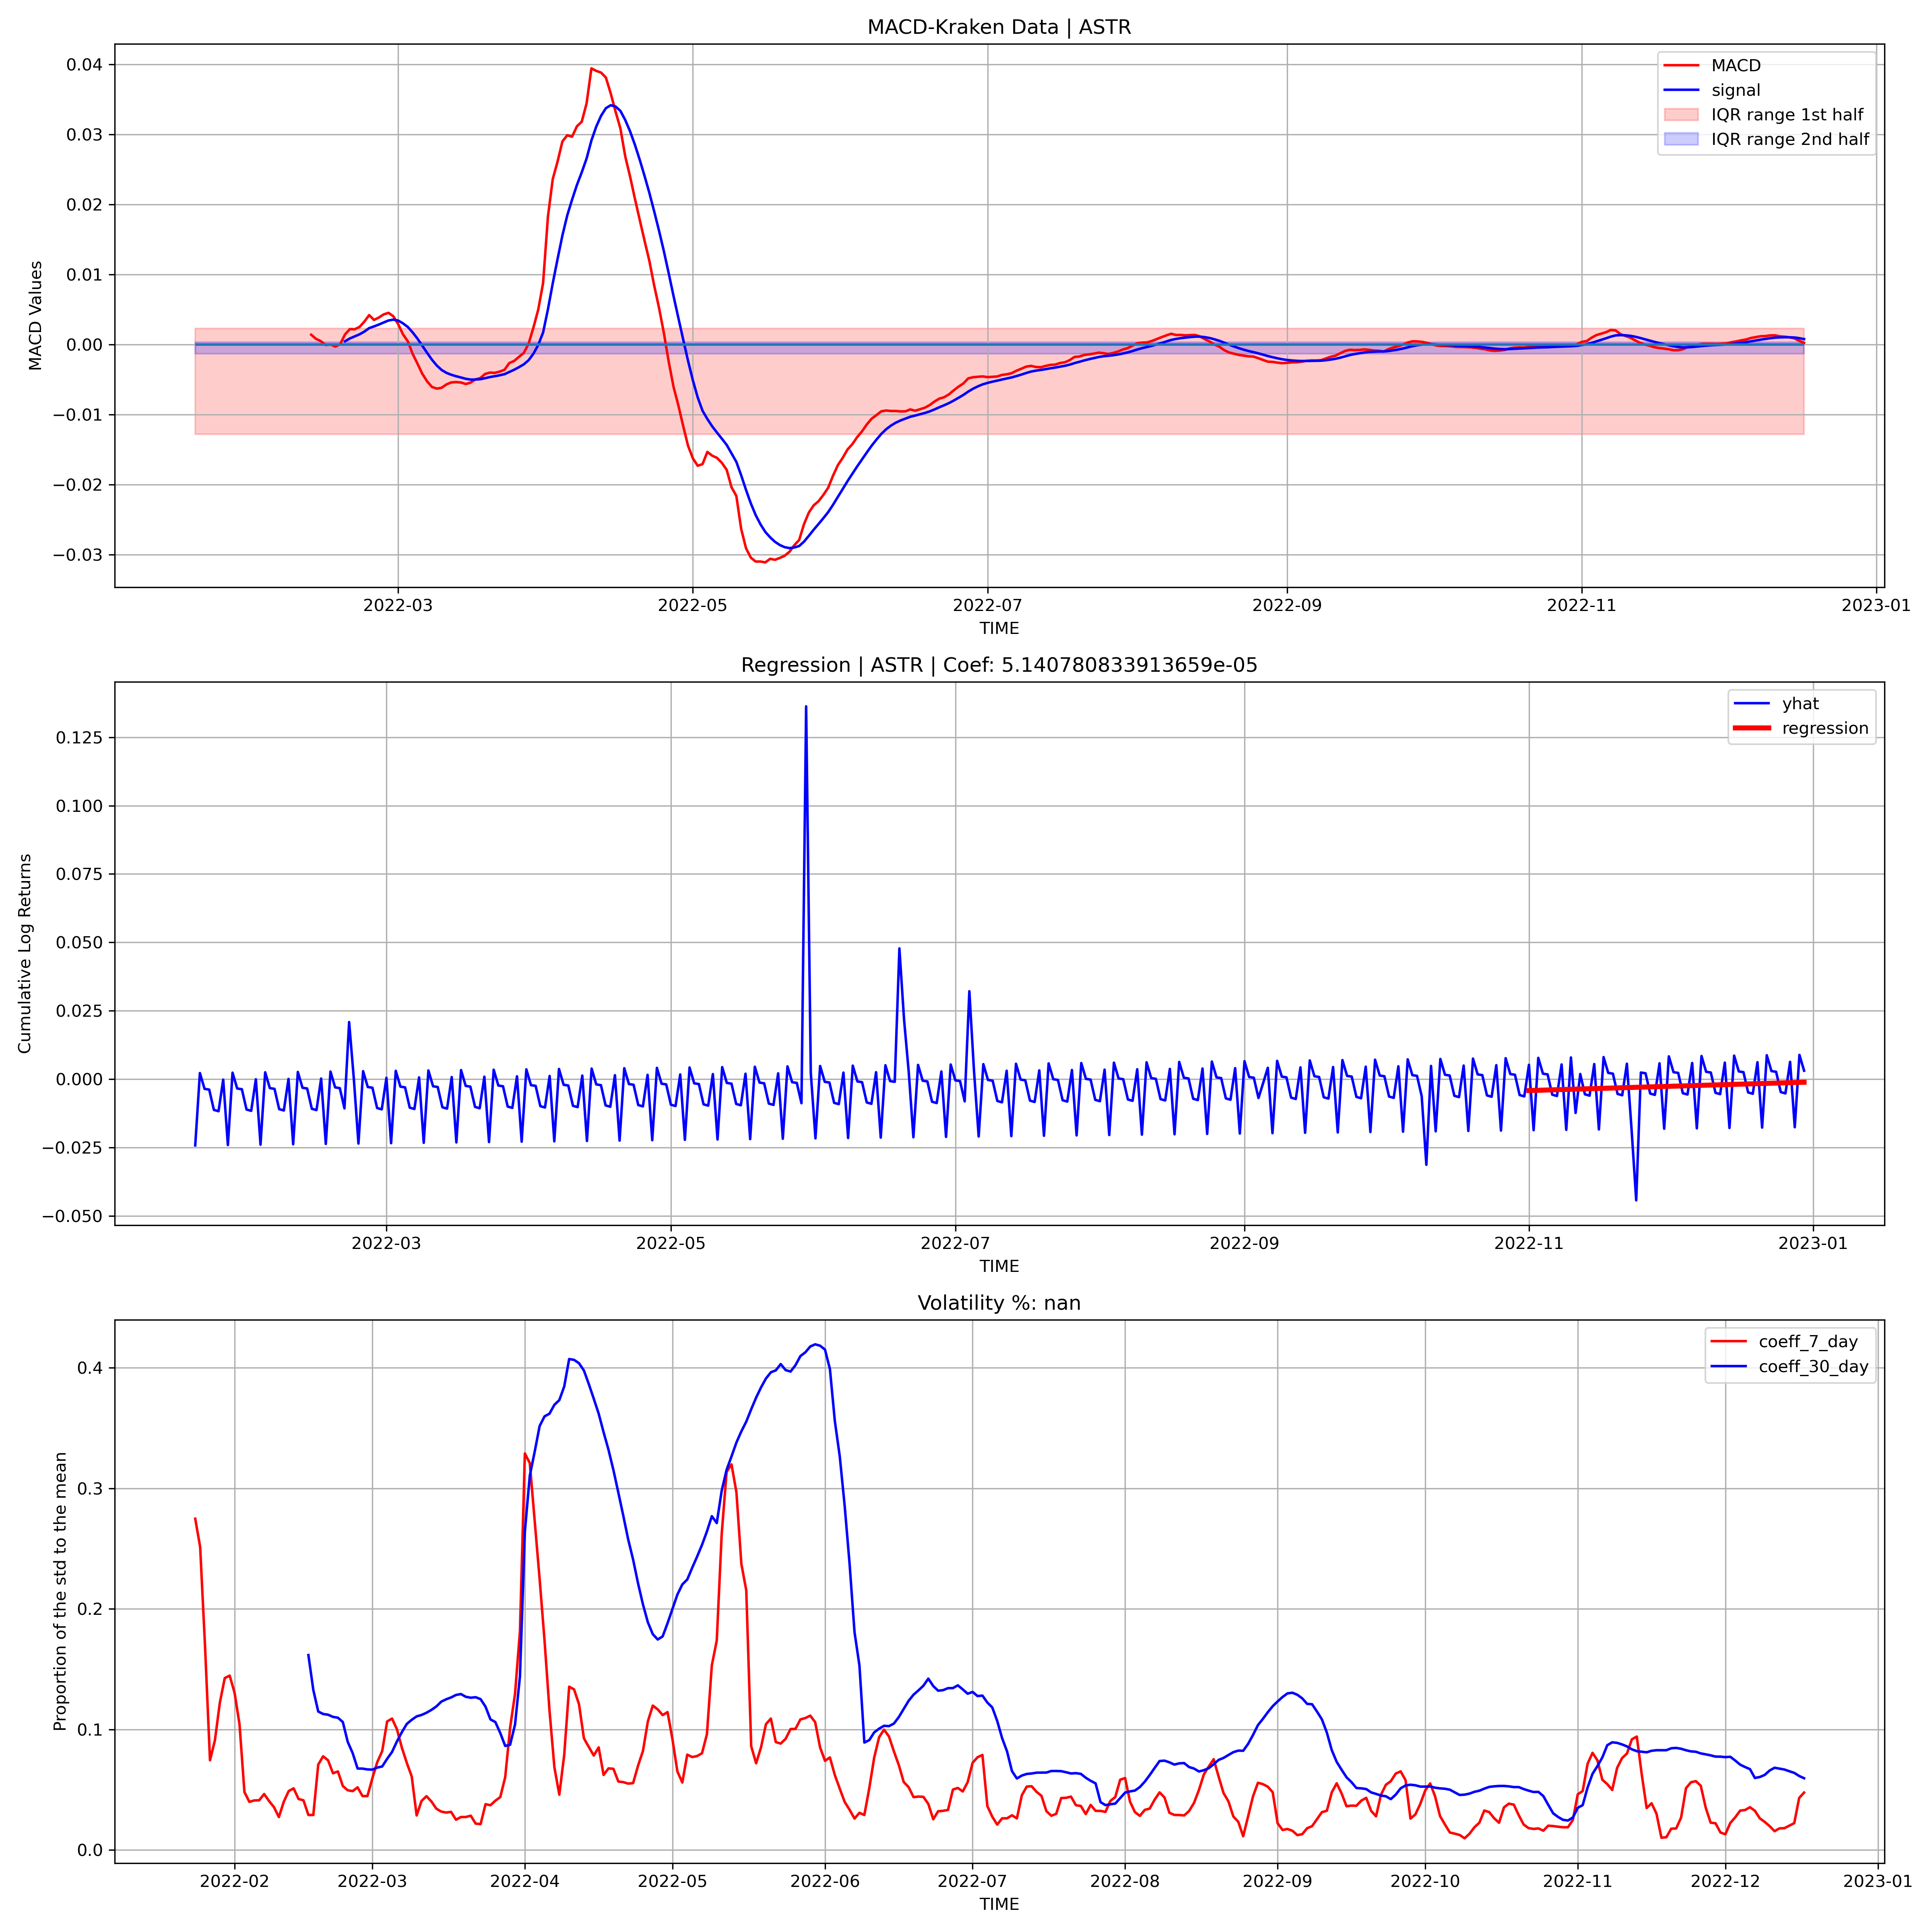 MACD-Kraken Data | ASTR
MACD Values
0.04
0.03
0.02
0.01
0.00
−0.01
−0.02
−0.03
MACD
signal
IQR range 1st half
IQR range 2nd half
2022-03 2022-05 2022-07 2022-09 2022-11 2023-01
TIME
Regression | ASTR | Coef: 5.140780833913659e-05
Cumulative Log Returns
0.125
0.100
0.075
0.050
0.025
0.000
−0.025
−0.050
yhat
regression
2022-03 2022-05 2022-07 2022-09 2022-11 2023-01
TIME
Volatility %: nan
Proportion of the std to the mean
0.4
0.3
0.2
0.1
0.0
coeff_7_day
coeff_30_day
2022-02 2022-03 2022-04 2022-05 2022-06 2022-07 2022-08 2022-09 2022-10 2022-11 2022-12 2023-01
TIME